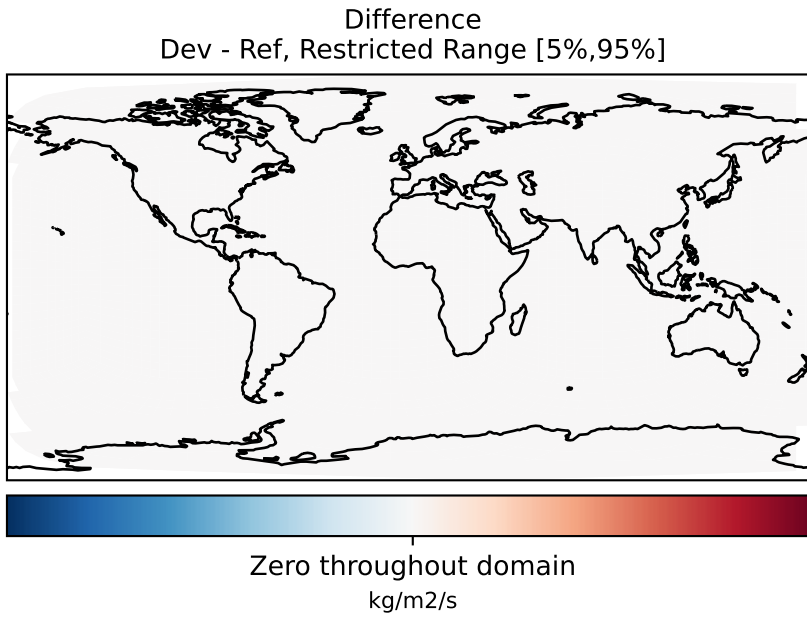 Difference
Dev - Ref, Restricted Range [5%,95%]
Zero throughout domain
kg/m2/s